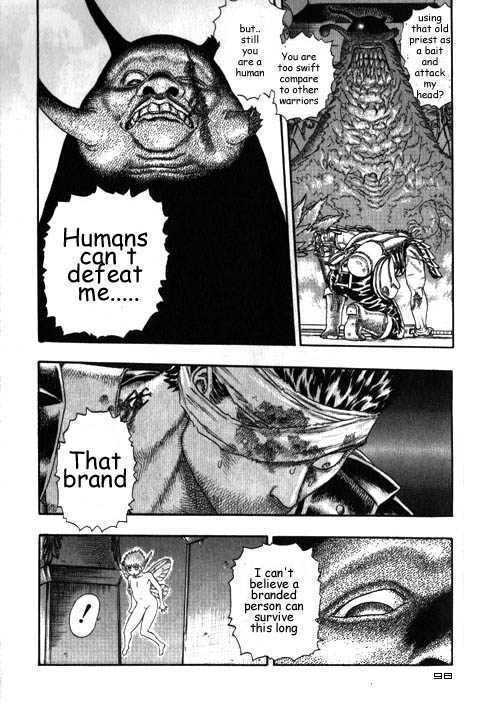 using
that old
priest as
a bait
and
attack
my
head?
You are
too swift
compare
to other
warriors
but..
still
you
are a
human
Humans
can't
defeat
me.....
That
brand
I can't
believe a
branded
person can
survive
this long
!
98